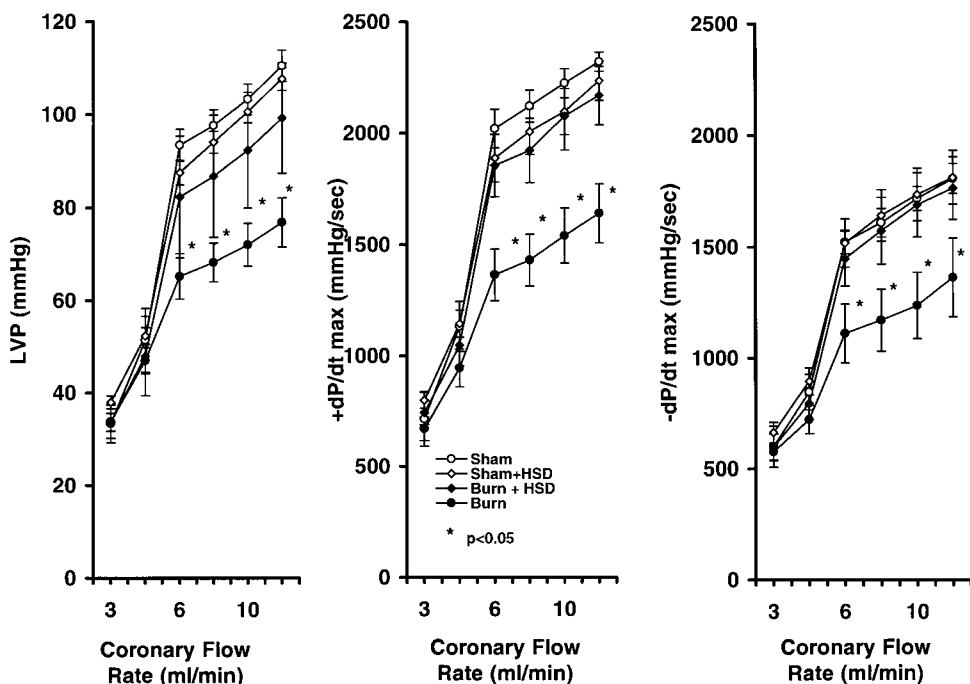 LVP (mmHg)
120
100
80
60
40
20
0
*
*
*
*
3
6
10
Coronary Flow
Rate (ml/min)
+dP/dt max (mmHg/sec)
2500
2000
1500
1000
500
0
*
*
*
*
Sham
Sham+HSD
Burn + HSD
Burn
* p<0.05
3
6
10
Coronary Flow
Rate (ml/min)
-dP/dt max (mmHg/sec)
2500
2000
1500
1000
500
0
*
*
*
*
3
6
10
Coronary Flow
Rate (ml/min)